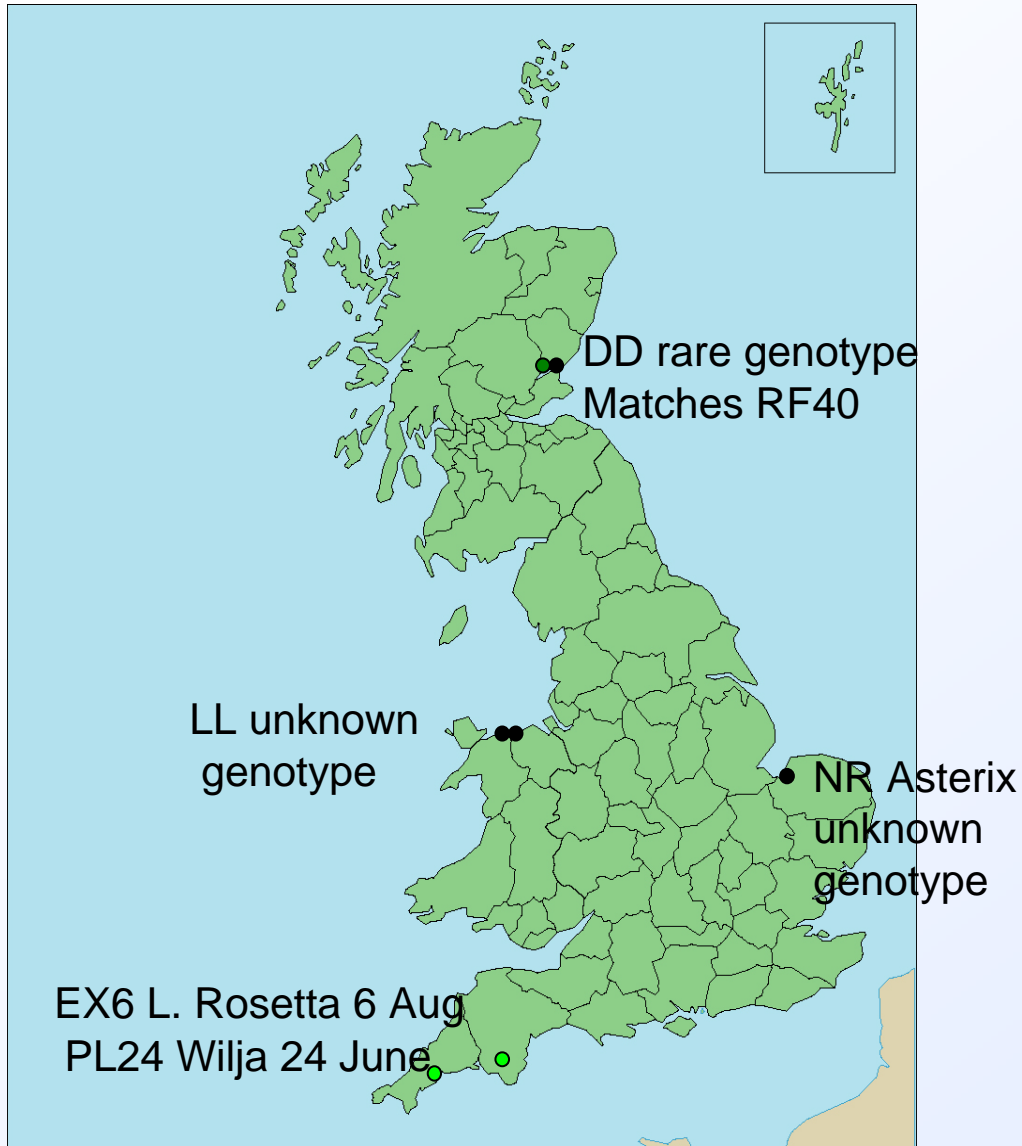 DD rare genotype
Matches RF40
LL unknown
genotype
NR Asterix
unknown
genotype
EX6 L. Rosetta 6 Aug
PL24 Wilja 24 June